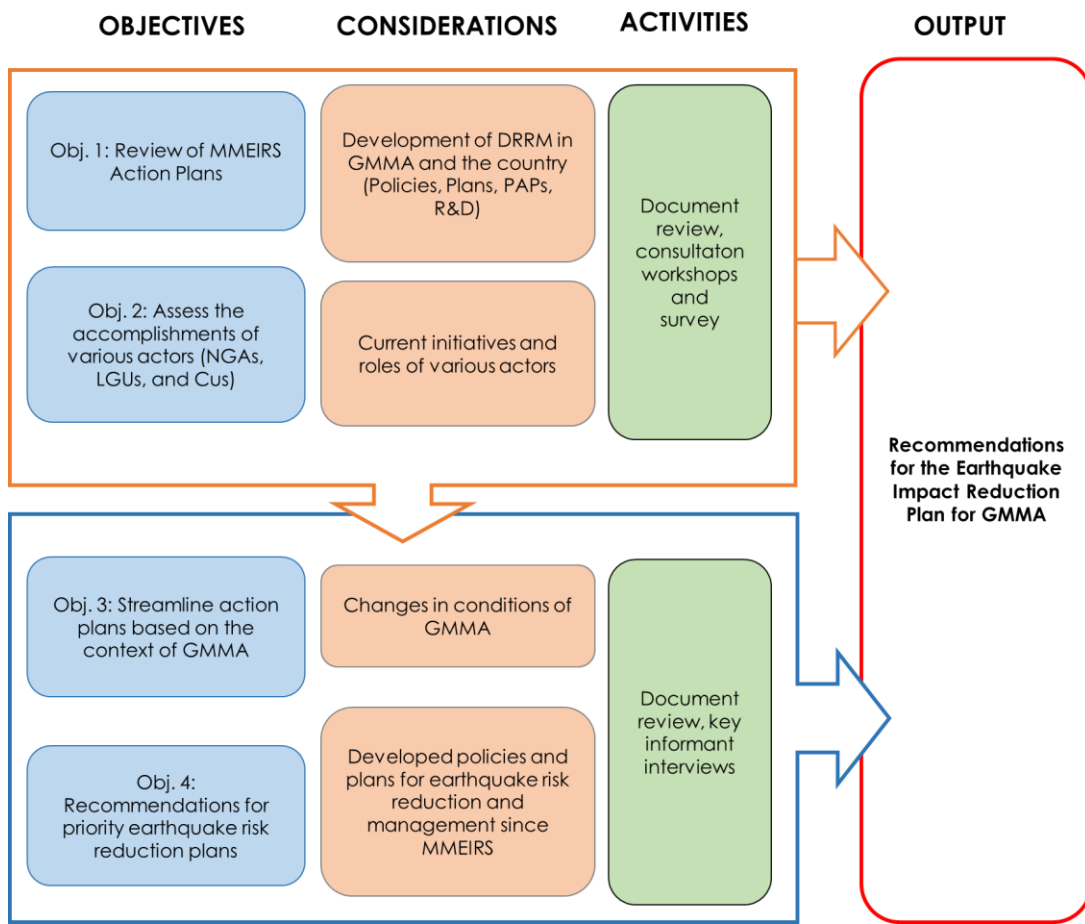 OBJECTIVES
CONSIDERATIONS
ACTIVITIES
OUTPUT
Obj. 1: Review of MMEIRS
Action Plans
Development of DRRM in
GMMA and the country
(Policies, Plans, PAPs,
R&D)
Document
review,
consultaton
workshops
and
survey
Obj. 2: Assess the
accomplishments of
various actors (NGAs,
LGUs, and Cus)
Current initiatives and
roles of various actors
Recommendations
for the Earthquake
Impact Reduction
Plan for GMMA
Obj. 3: Streamline action
plans based on the
context of GMMA
Changes in conditions of
GMMA
Document
review, key
informant
interviews
Obj. 4:
Recommendations for
priority earthquake risk
reduction plans
Developed policies and
plans for earthquake risk
reduction and
management since
MMEIRS